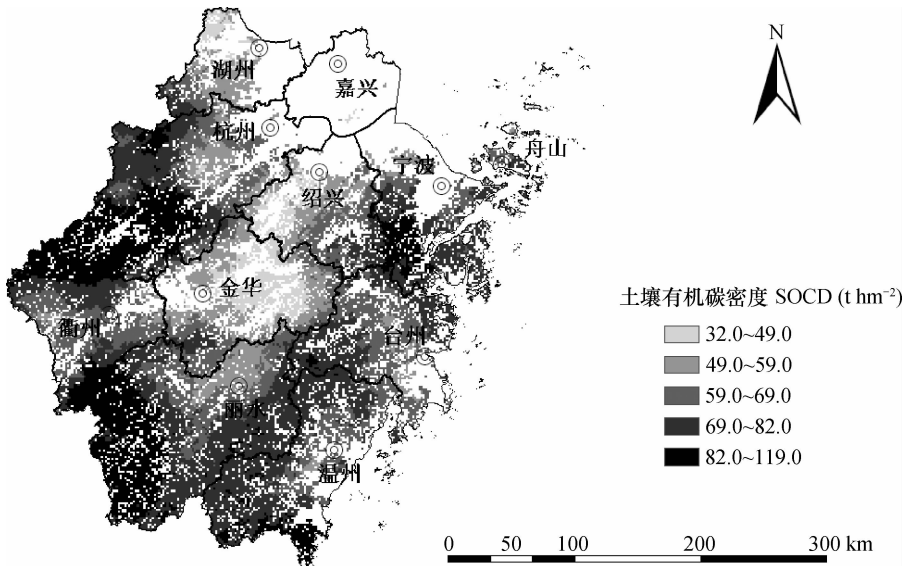 N
湖州
嘉兴
杭州
舟山
宁波
绍兴
金华
衢州
台州
丽水
温州
土壤有机碳密度 SOCD (t hm⁻²)
32.0~49.0
49.0~59.0
59.0~69.0
69.0~82.0
82.0~119.0
0 50 100 200 300 km